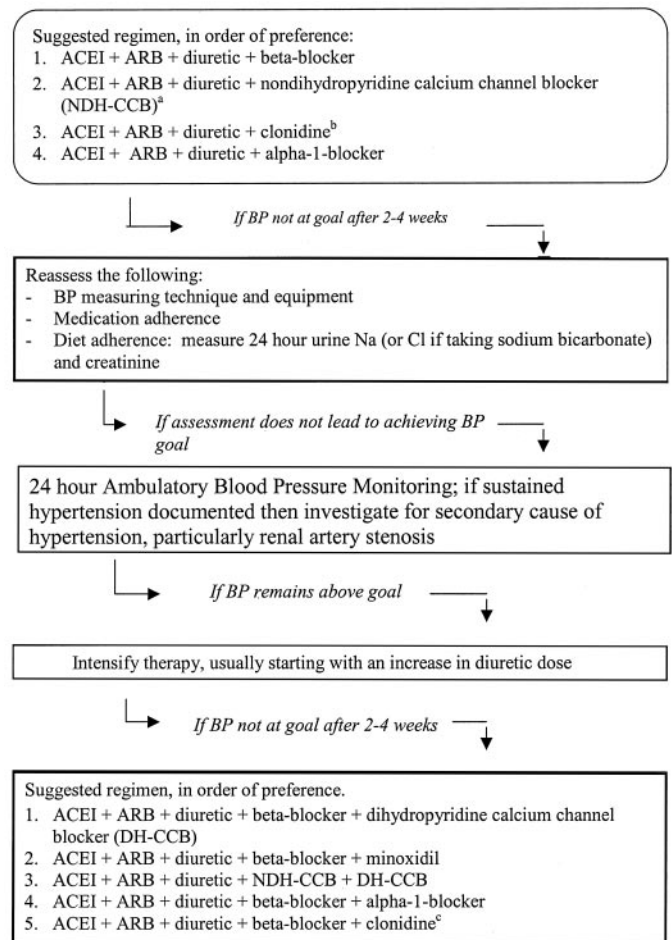 Suggested regimen, in order of preference:
1. ACEI + ARB + diuretic + beta-blocker
2. ACEI + ARB + diuretic + nondihydropyridine calcium channel blocker
(NDH-CCB)ᵃ
3. ACEI + ARB + diuretic + clonidineᵇ
4. ACEI + ARB + diuretic + alpha-1-blocker
If BP not at goal after 2-4 weeks
Reassess the following:
- BP measuring technique and equipment
- Medication adherence
- Diet adherence: measure 24 hour urine Na (or Cl if taking sodium bicarbonate)
and creatinine
If assessment does not lead to achieving BP
goal
24 hour Ambulatory Blood Pressure Monitoring; if sustained
hypertension documented then investigate for secondary cause of
hypertension, particularly renal artery stenosis
If BP remains above goal
Intensify therapy, usually starting with an increase in diuretic dose
If BP not at goal after 2-4 weeks
Suggested regimen, in order of preference.
1. ACEI + ARB + diuretic + beta-blocker + dihydropyridine calcium channel
blocker (DH-CCB)
2. ACEI + ARB + diuretic + beta-blocker + minoxidil
3. ACEI + ARB + diuretic + NDH-CCB + DH-CCB
4. ACEI + ARB + diuretic + beta-blocker + alpha-1-blocker
5. ACEI + ARB + diuretic + beta-blocker + clonidineᶜ